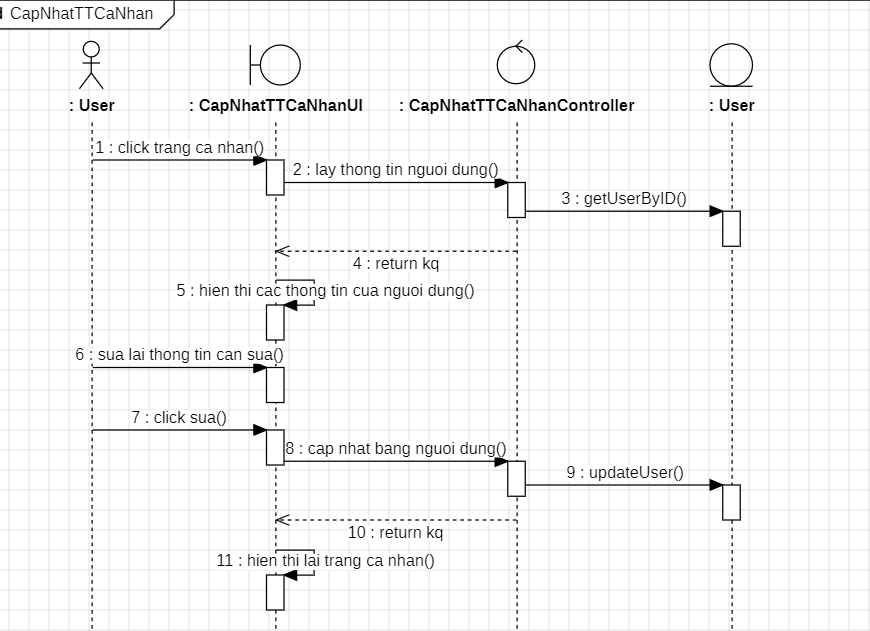 CapNhatTTCaNhan
: User
: CapNhatTTCaNhanUI
: CapNhatTTCaNhanController
: User
1 : click trang ca nhan()
2 : lay thong tin nguoi dung()
3 : getUserByID()
4 : return kq
5 : hien thi cac thong tin cua nguoi dung()
6 : sua lai thong tin can sua()
7 : click sua()
8 : cap nhat bang nguoi dung()
9 : updateUser()
10 : return kq
11 : hien thi lai trang ca nhan()